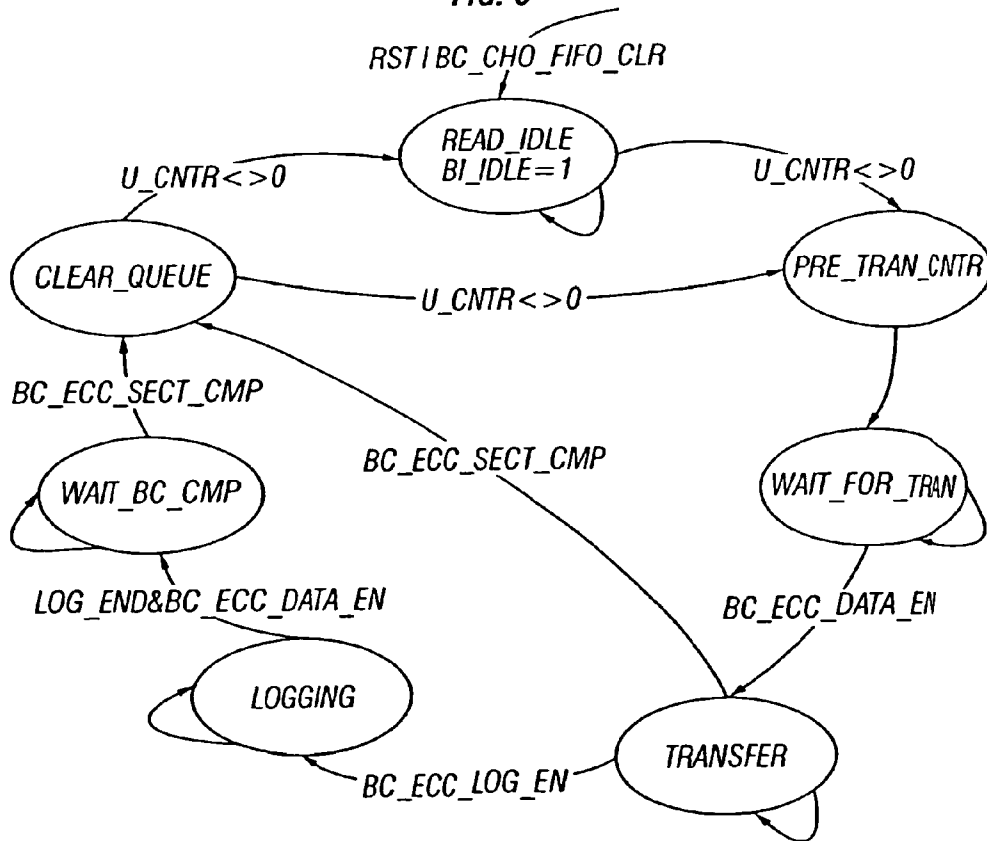 RST | BC_CHO_FIFO_CLR
READ_IDLE
BI_IDLE=1
U_CNTR<>0
U_CNTR<>0
CLEAR_QUEUE
PRE_TRAN_CNTR
U_CNTR<>0
BC_ECC_SECT_CMP
BC_ECC_SECT_CMP
WAIT_BC_CMP
WAIT_FOR_TRAN
LOG_END&BC_ECC_DATA_EN
BC_ECC_DATA_EN
LOGGING
TRANSFER
BC_ECC_LOG_EN